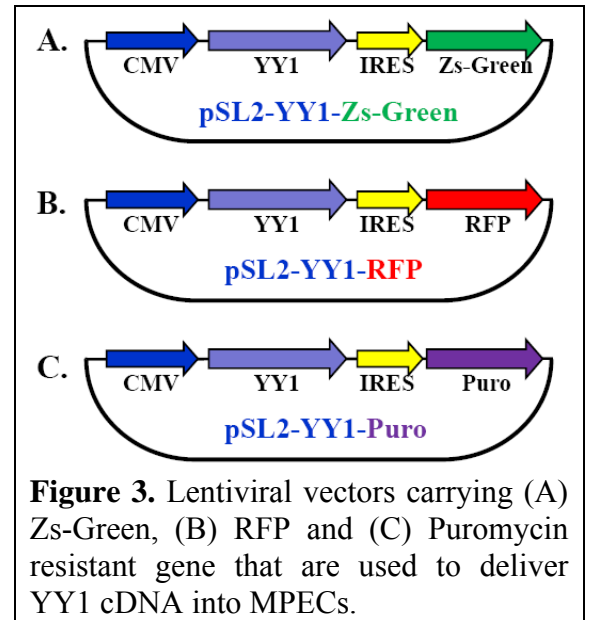 A.
CMV YY1 IRES Zs-Green
pSL2-YY1-Zs-Green
B.
CMV YY1 IRES RFP
pSL2-YY1-RFP
C.
CMV YY1 IRES Puro
pSL2-YY1-Puro
Figure 3. Lentiviral vectors carrying (A)
Zs-Green, (B) RFP and (C) Puromycin
resistant gene that are used to deliver
YY1 cDNA into MPECs.